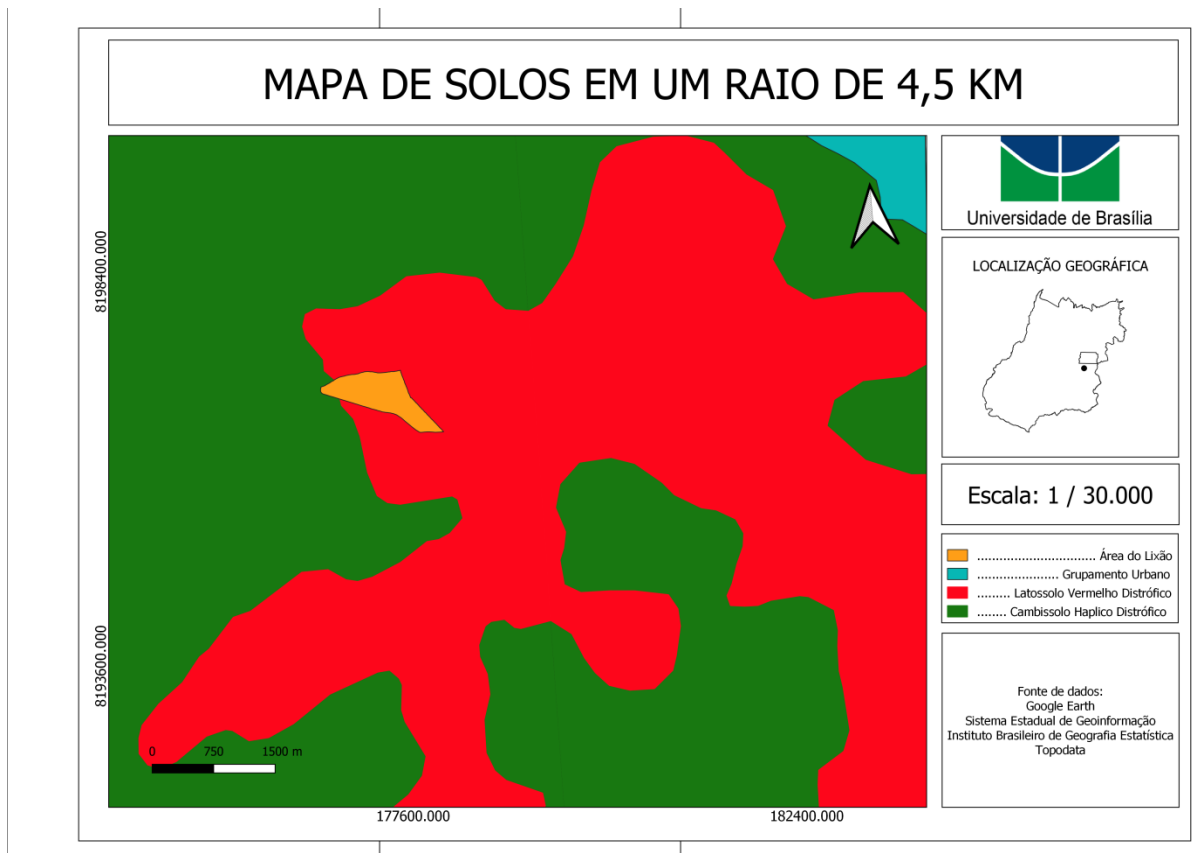 MAPA DE SOLOS EM UM RAIO DE 4,5 KM
Universidade de Brasília
LOCALIZAÇÃO GEOGRÁFICA
8198400.000
Escala: 1 / 30.000
.............................. Área do Lixão
.................... Grupamento Urbano
......... Latossolo Vermelho Distrófico
........ Cambissolo Haplico Distrófico
8193600.000
Fonte de dados:
Google Earth
Sistema Estadual de Geoinformação
Instituto Brasileiro de Geografia Estatística
Topodata
0 750 1500 m
177600.000 182400.000